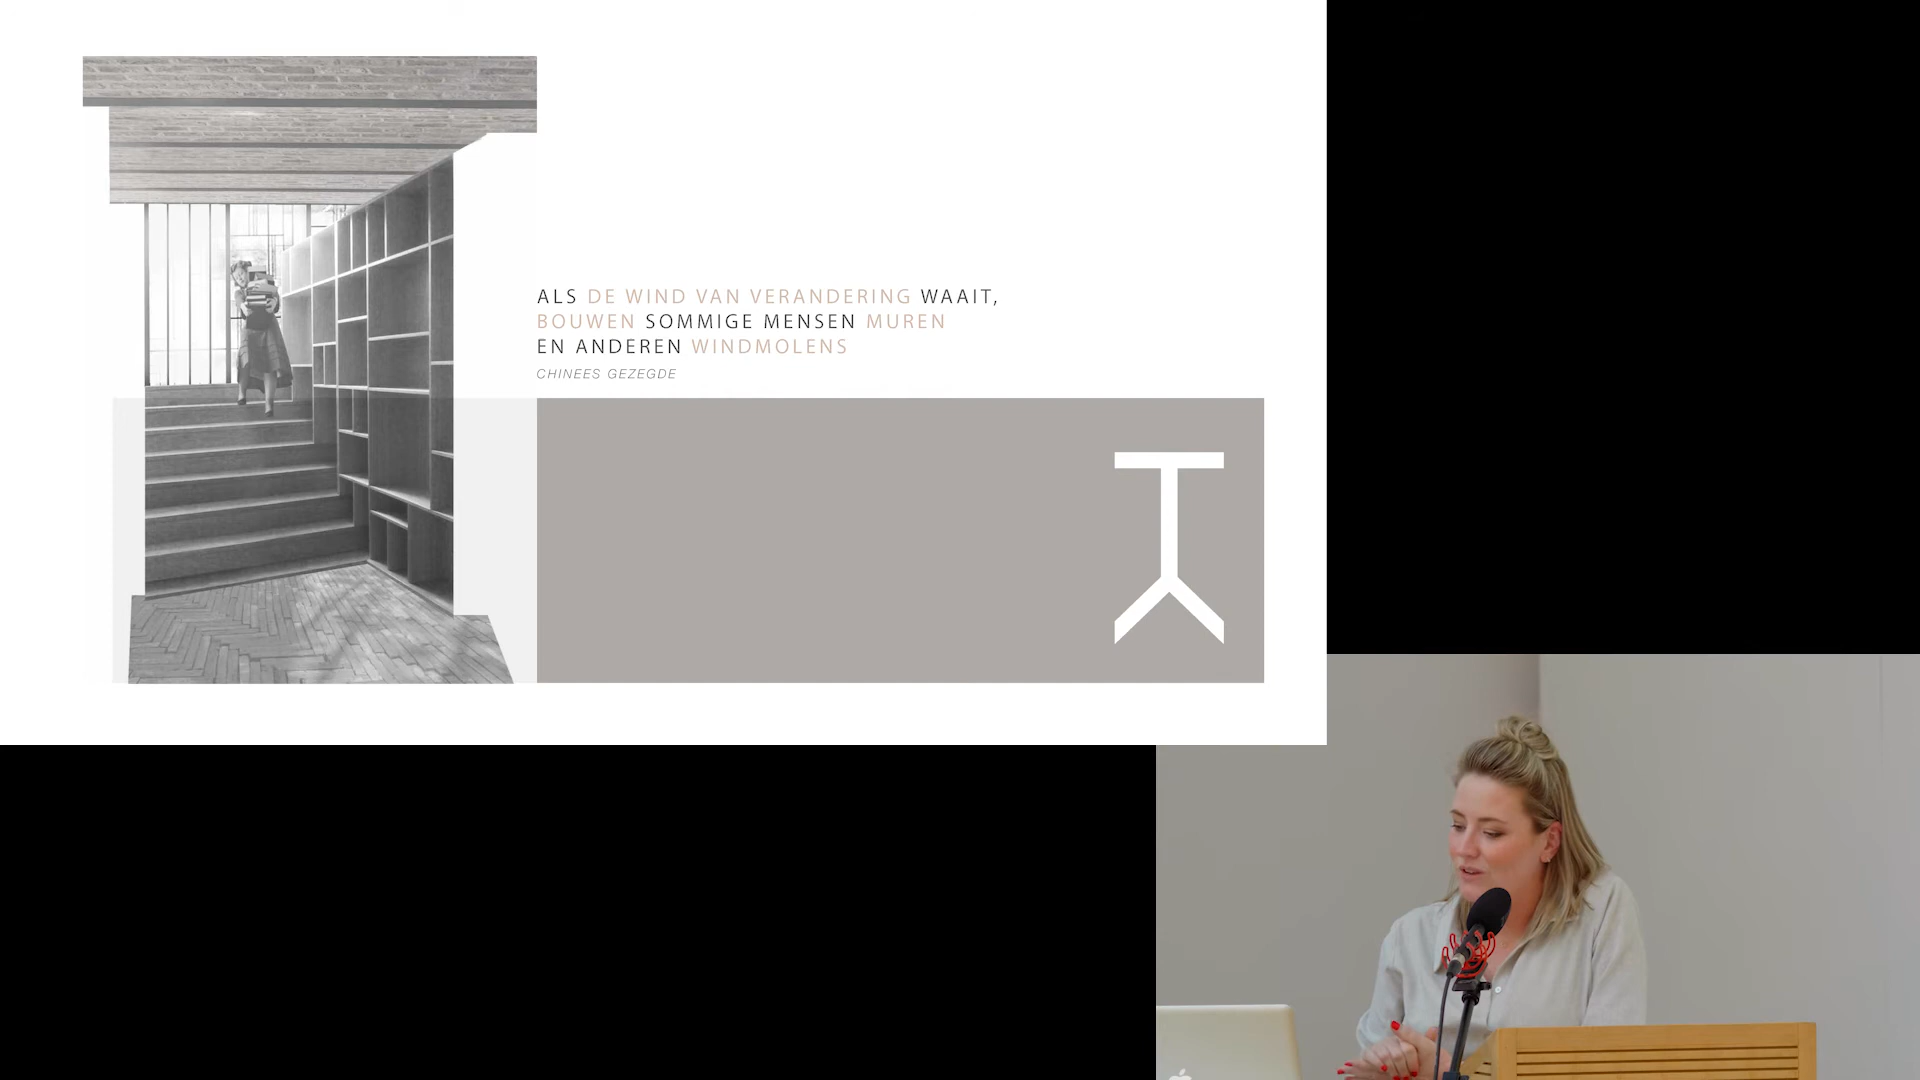 ALS DE WIND VAN VERANDERING WAAIT,
BOUWEN SOMMIGE MENSEN MUREN
EN ANDEREN WINDMOLENS
CHINEES GEZEGDE